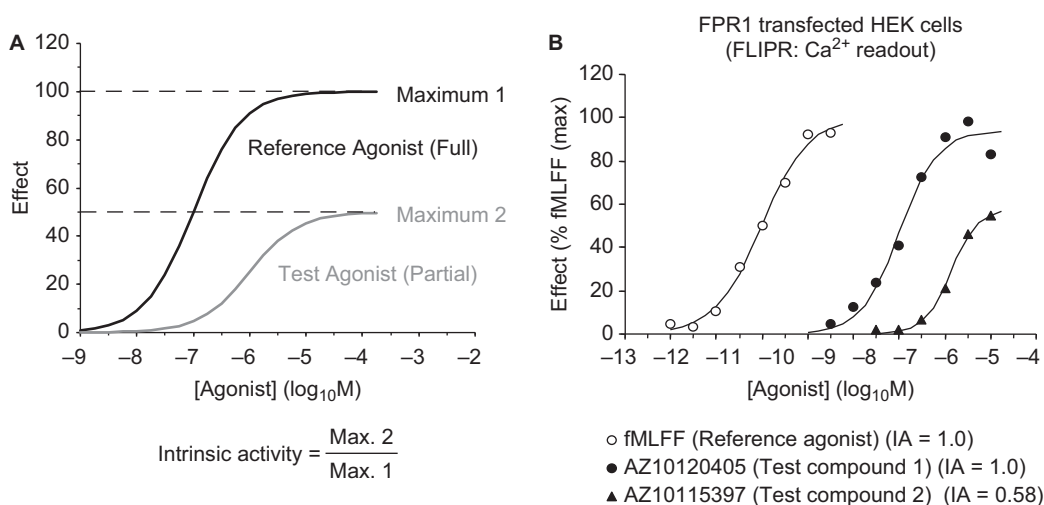 A
120
100
80
60
40
20
0
Effect
Maximum 1
Reference Agonist (Full)
Maximum 2
Test Agonist (Partial)
–9 –8 –7 –6 –5 –4 –3 –2
[Agonist] (log10M)
Intrinsic activity = Max. 2 / Max. 1
B
FPR1 transfected HEK cells
(FLIPR: Ca2+ readout)
120
100
80
60
40
20
0
Effect (% fMLFF (max)
–13 –12 –11 –10 –9 –8 –7 –6 –5 –4
[Agonist] (log10M)
fMLFF (Reference agonist) (IA = 1.0)
AZ10120405 (Test compound 1) (IA = 1.0)
AZ10115397 (Test compound 2) (IA = 0.58)